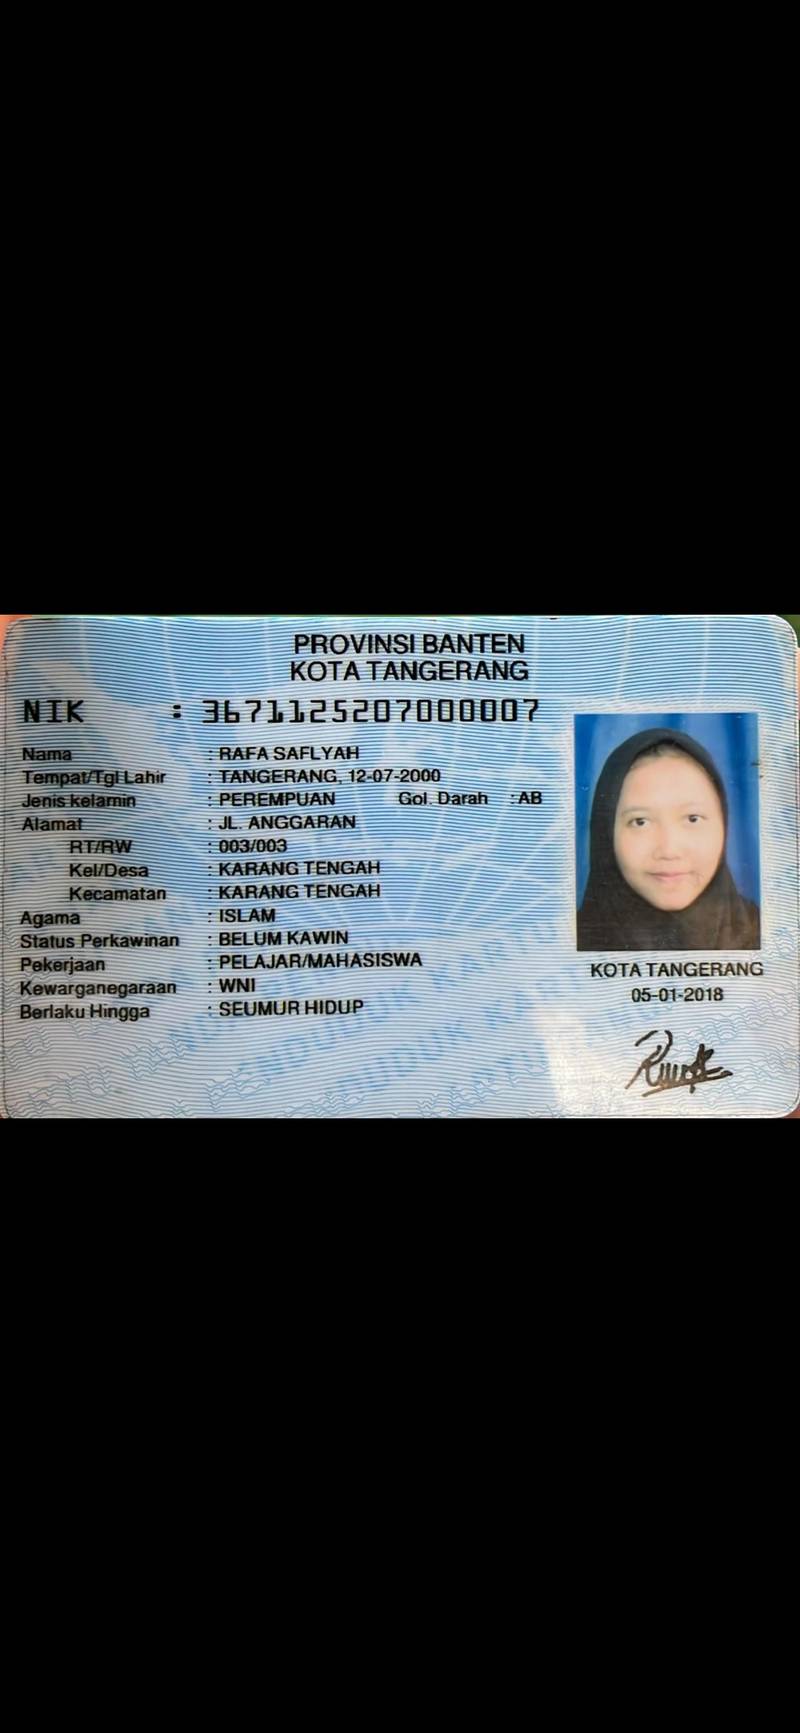 PROVINSI BANTEN
KOTA TANGERANG
NIK : 3671125207000007
Nama : RAFA SAFLYAH
Tempat/Tgl Lahir : TANGERANG, 12-07-2000
Jenis kelamin : PEREMPUAN Gol. Darah : AB
Alamat : JL. ANGGARAN
RT/RW : 003/003
Kel/Desa : KARANG TENGAH
Kecamatan : KARANG TENGAH
Agama : ISLAM
Status Perkawinan : BELUM KAWIN
Pekerjaan : PELAJAR/MAHASISWA
Kewarganegaraan : WNI
Berlaku Hingga : SEUMUR HIDUP
KOTA TANGERANG
05-01-2018